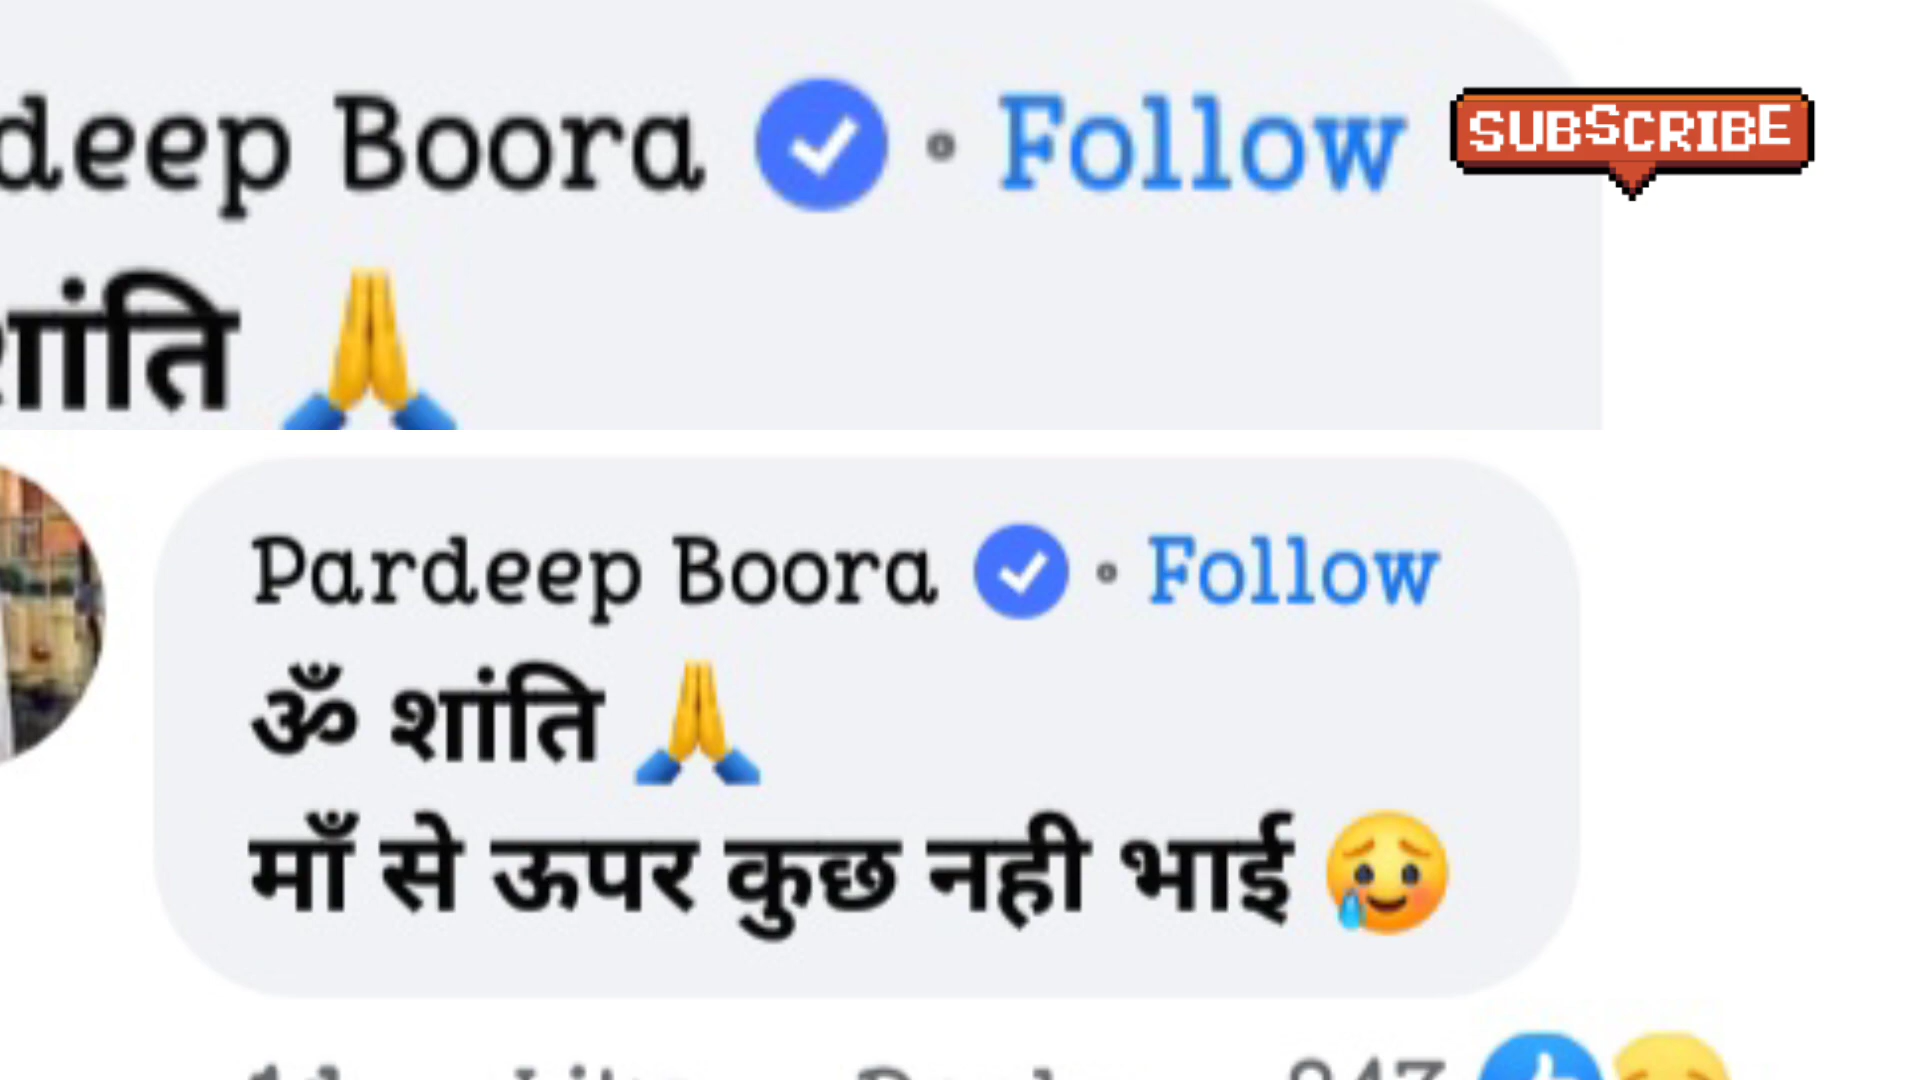 deep Boora • Follow
SUBSCRIBE
शांति 🙏
Pardeep Boora • Follow
ॐ शांति 🙏
माँ से ऊपर कुछ नही भाई 🥲